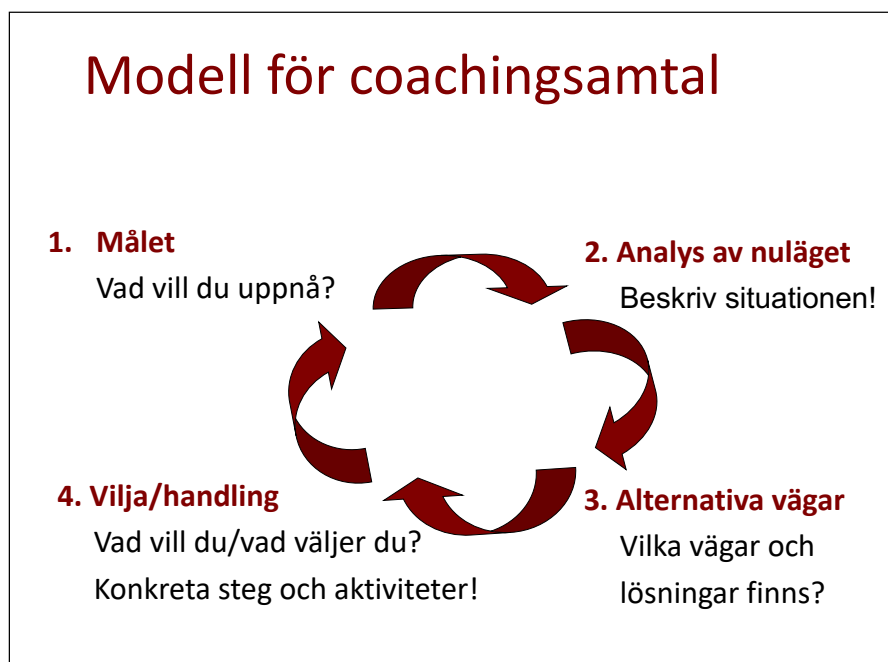 Modell för coachingsamtal
1. Målet
Vad vill du uppnå?
2. Analys av nuläget
Beskriv situationen!
3. Alternativa vägar
Vilka vägar och
lösningar finns?
4. Vilja/handling
Vad vill du/vad väljer du?
Konkreta steg och aktiviteter!